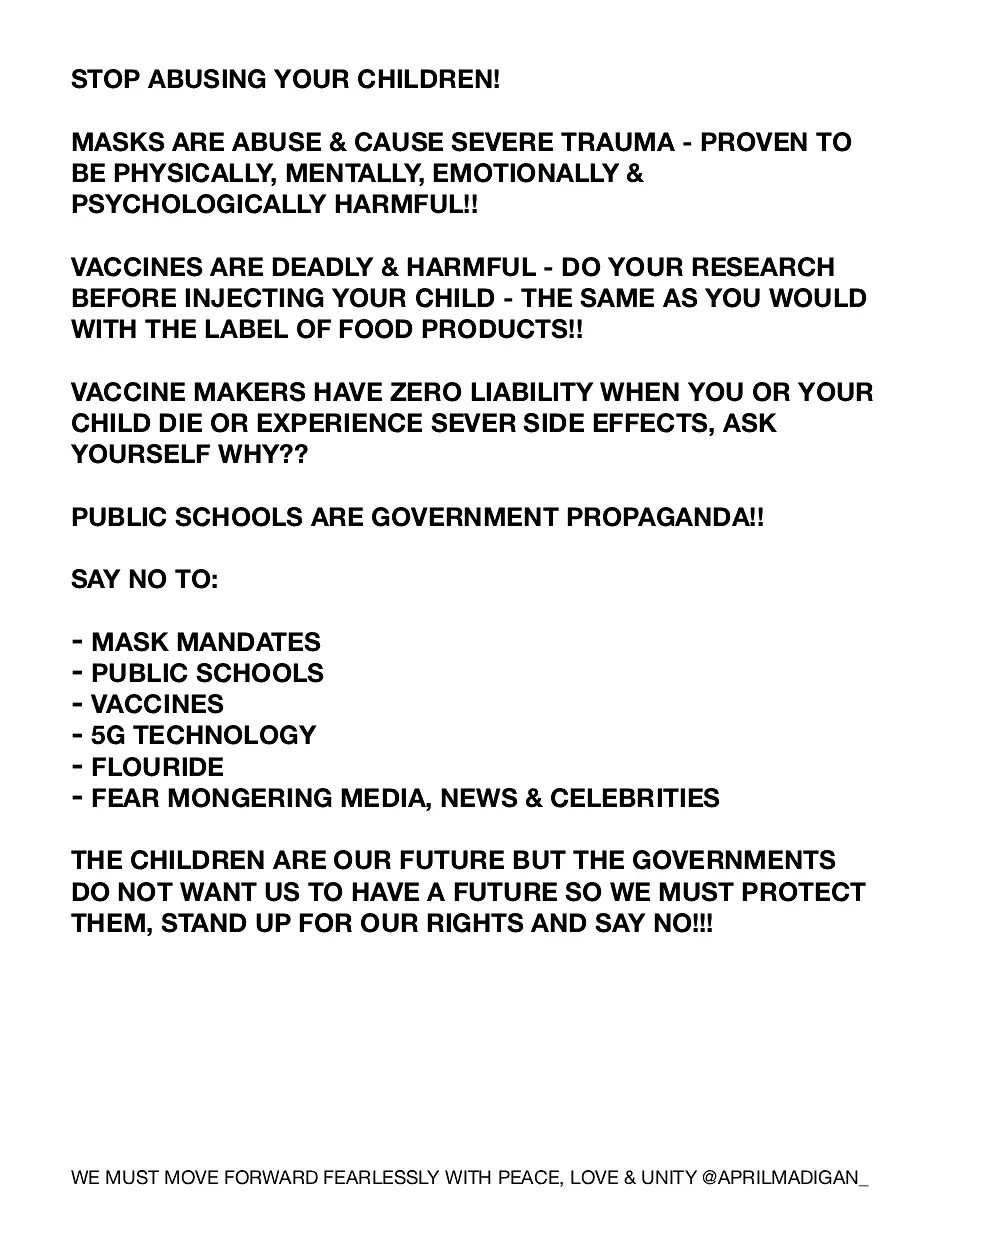 STOP ABUSING YOUR CHILDREN!
MASKS ARE ABUSE & CAUSE SEVERE TRAUMA - PROVEN TO
BE PHYSICALLY, MENTALLY, EMOTIONALLY &
PSYCHOLOGICALLY HARMFUL!!
VACCINES ARE DEADLY & HARMFUL - DO YOUR RESEARCH
BEFORE INJECTING YOUR CHILD - THE SAME AS YOU WOULD
WITH THE LABEL OF FOOD PRODUCTS!!
VACCINE MAKERS HAVE ZERO LIABILITY WHEN YOU OR YOUR
CHILD DIE OR EXPERIENCE SEVER SIDE EFFECTS, ASK
YOURSELF WHY??
PUBLIC SCHOOLS ARE GOVERNMENT PROPAGANDA!!
SAY NO TO:
- MASK MANDATES
- PUBLIC SCHOOLS
- VACCINES
- 5G TECHNOLOGY
- FLOURIDE
- FEAR MONGERING MEDIA, NEWS & CELEBRITIES
THE CHILDREN ARE OUR FUTURE BUT THE GOVERNMENTS
DO NOT WANT US TO HAVE A FUTURE SO WE MUST PROTECT
THEM, STAND UP FOR OUR RIGHTS AND SAY NO!!!
WE MUST MOVE FORWARD FEARLESSLY WITH PEACE, LOVE & UNITY @APRILMADIGAN_